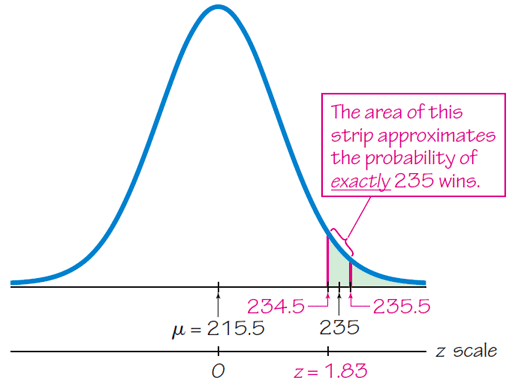 The area of this
strip approximates
the probability of
exactly 235 wins.
234.5
235.5
μ = 215.5
235
z scale
0
z = 1.83